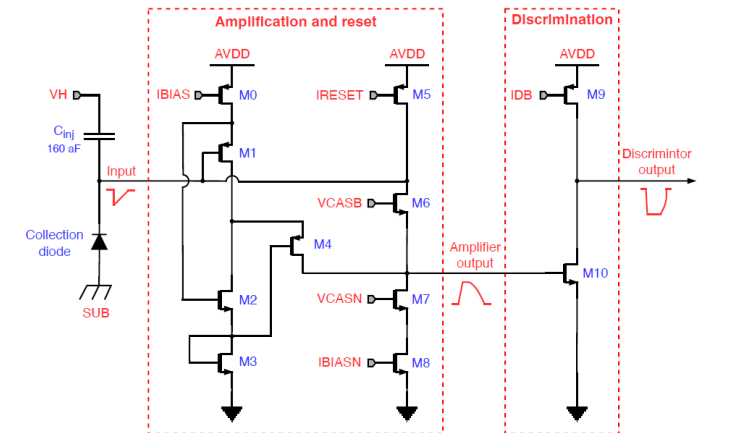 Amplification and reset
Discrimination
AVDD
AVDD
AVDD
VH
IBIAS
M0
IRESET
M5
IDB
M9
Cinj
160 aF
M1
Input
Discrimintor
output
VCASB
M6
Collection
diode
M4
Amplifier
output
M10
M2
VCASN
M7
SUB
M3
IBIASN
M8